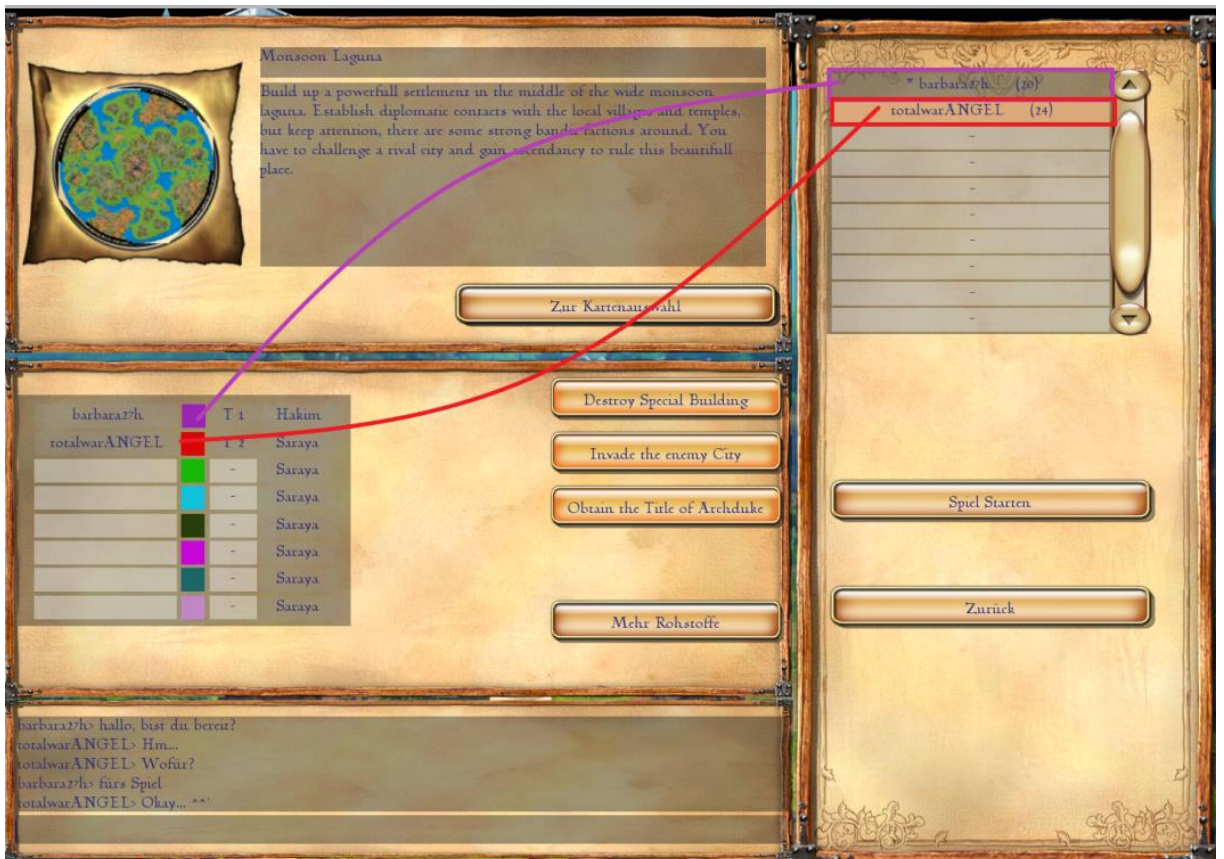 Monsoon Laguna
Build up a powerfull settlement in the middle of the wide monsoon
laguna. Establish diplomatic contacts with the local villages and temples,
but keep attention, there are some strong bandit factions around. You
have to challenge a rival city and gain ascendancy to rule this beautifull
place.
Zur Kartenauswahl
* barbara27h (20)
totalwarANGEL (24)
-
-
-
-
-
-
-
-
barbara27h T 1 Hakim
totalwarANGEL T 2 Saraya
- Saraya
- Saraya
- Saraya
- Saraya
- Saraya
- Saraya
Destroy Special Building
Invade the enemy City
Obtain the Title of Archduke
Mehr Rohstoffe
Spiel Starten
Zurück
barbara27h> hallo, bist du bereit?
totalwarANGEL> Hm...
totalwarANGEL> Wofür?
barbara27h> fürs Spiel
totalwarANGEL> Okay... ^^'